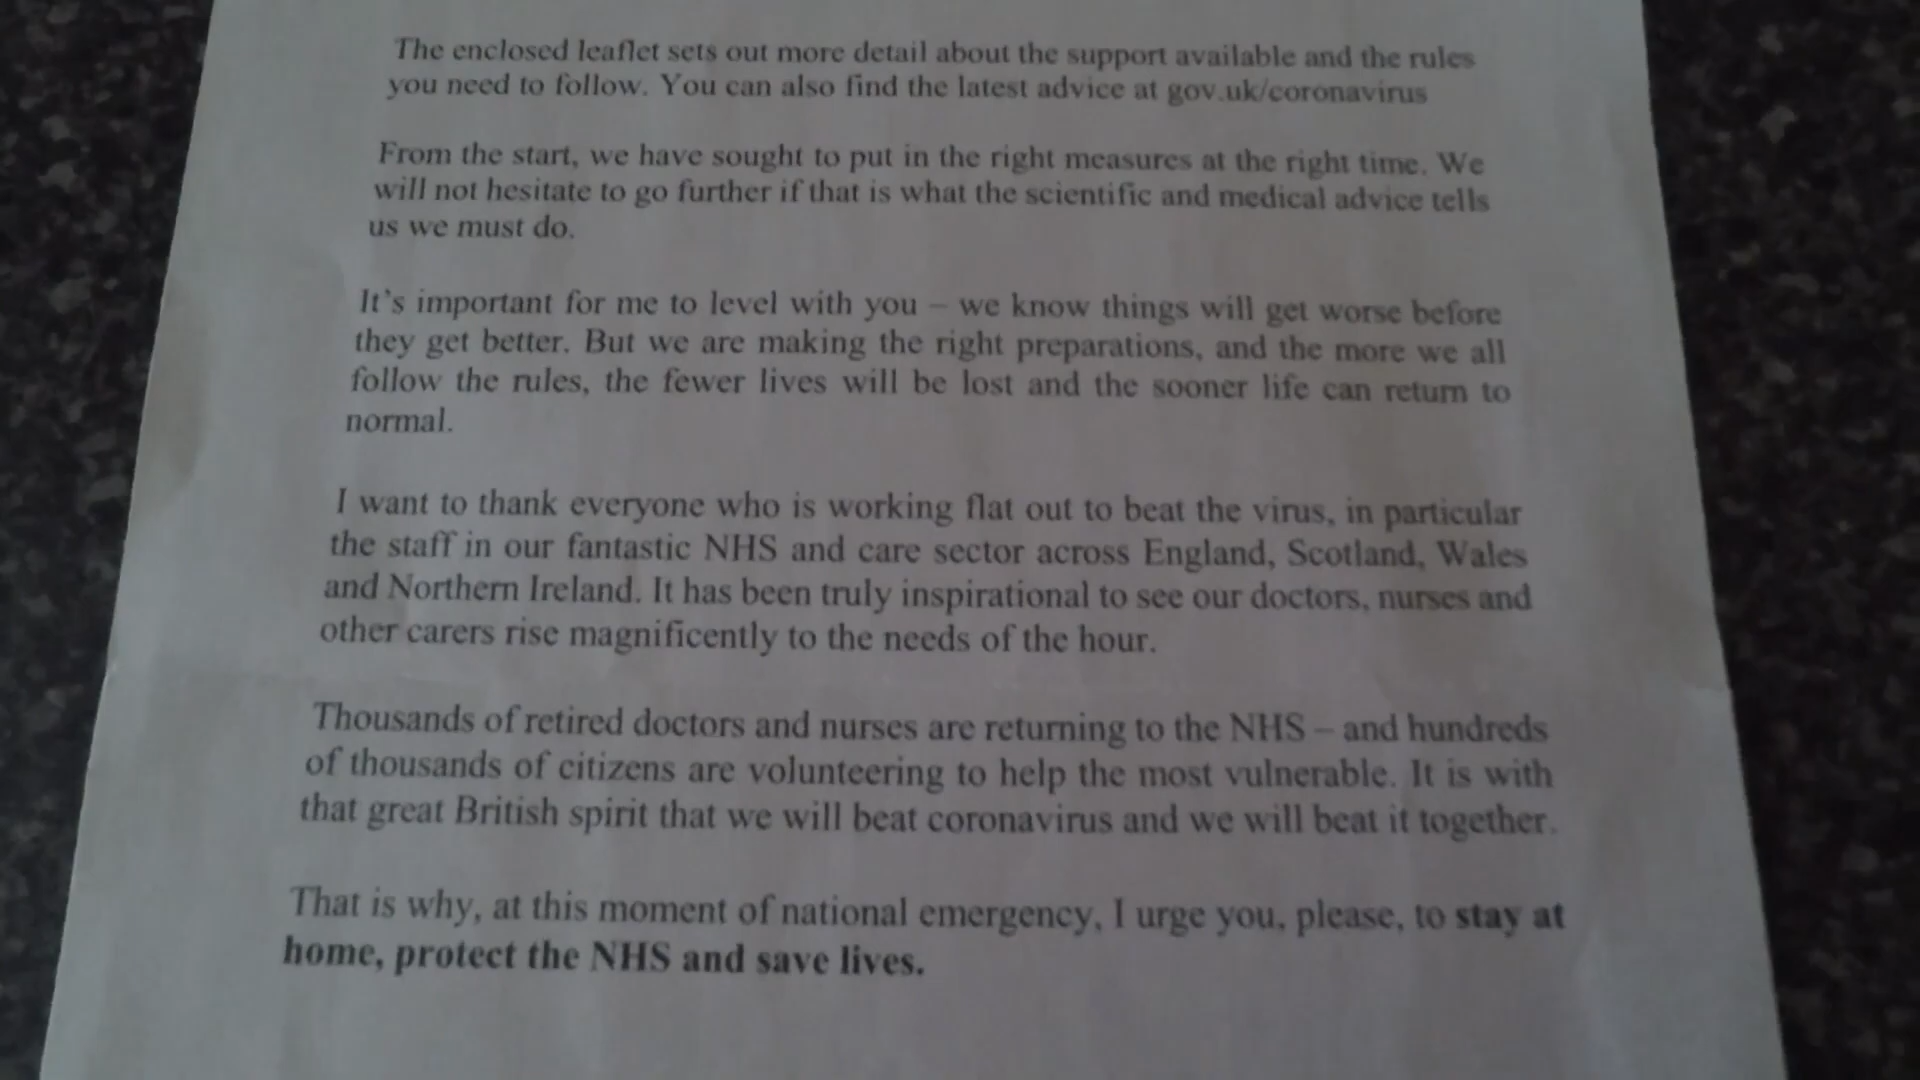 The enclosed leaflet sets out more detail about the support available and the rules
you need to follow. You can also find the latest advice at gov.uk/coronavirus
From the start, we have sought to put in the right measures at the right time. We
will not hesitate to go further if that is what the scientific and medical advice tells
us we must do.
It's important for me to level with you – we know things will get worse before
they get better. But we are making the right preparations, and the more we all
follow the rules, the fewer lives will be lost and the sooner life can return to
normal.
I want to thank everyone who is working flat out to beat the virus, in particular
the staff in our fantastic NHS and care sector across England, Scotland, Wales
and Northern Ireland. It has been truly inspirational to see our doctors, nurses and
other carers rise magnificently to the needs of the hour.
Thousands of retired doctors and nurses are returning to the NHS – and hundreds
of thousands of citizens are volunteering to help the most vulnerable. It is with
that great British spirit that we will beat coronavirus and we will beat it together.
That is why, at this moment of national emergency, I urge you, please, to stay at
home, protect the NHS and save lives.